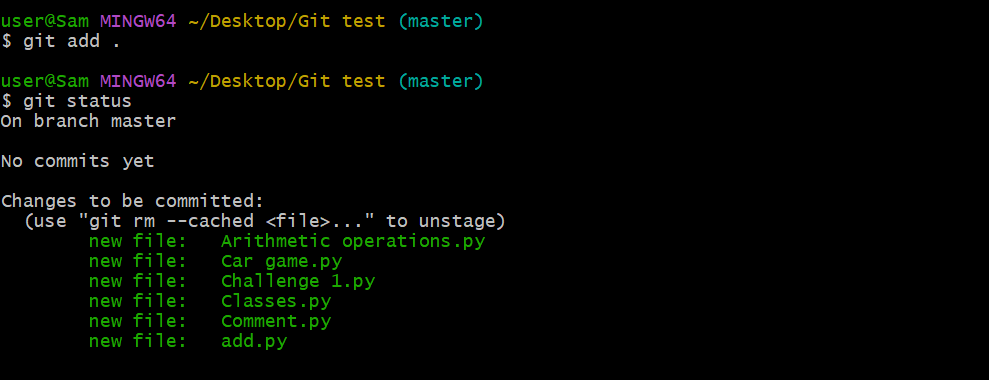 user@Sam MINGW64 ~/Desktop/Git test (master)
$ git add .
user@Sam MINGW64 ~/Desktop/Git test (master)
$ git status
On branch master
No commits yet
Changes to be committed:
  (use "git rm --cached <file>..." to unstage)
        new file:   Arithmetic operations.py
        new file:   Car game.py
        new file:   Challenge 1.py
        new file:   Classes.py
        new file:   Comment.py
        new file:   add.py